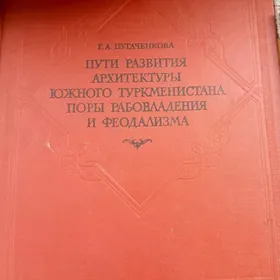 Г. А. ПУГАЧЕНКОВА
ПУТИ РАЗВИТИЯ
АРХИТЕКТУРЫ
ЮЖНОГО ТУРКМЕНИСТАНА
ПОРЫ РАБОВЛАДЕНИЯ
И ФЕОДАЛИЗМА